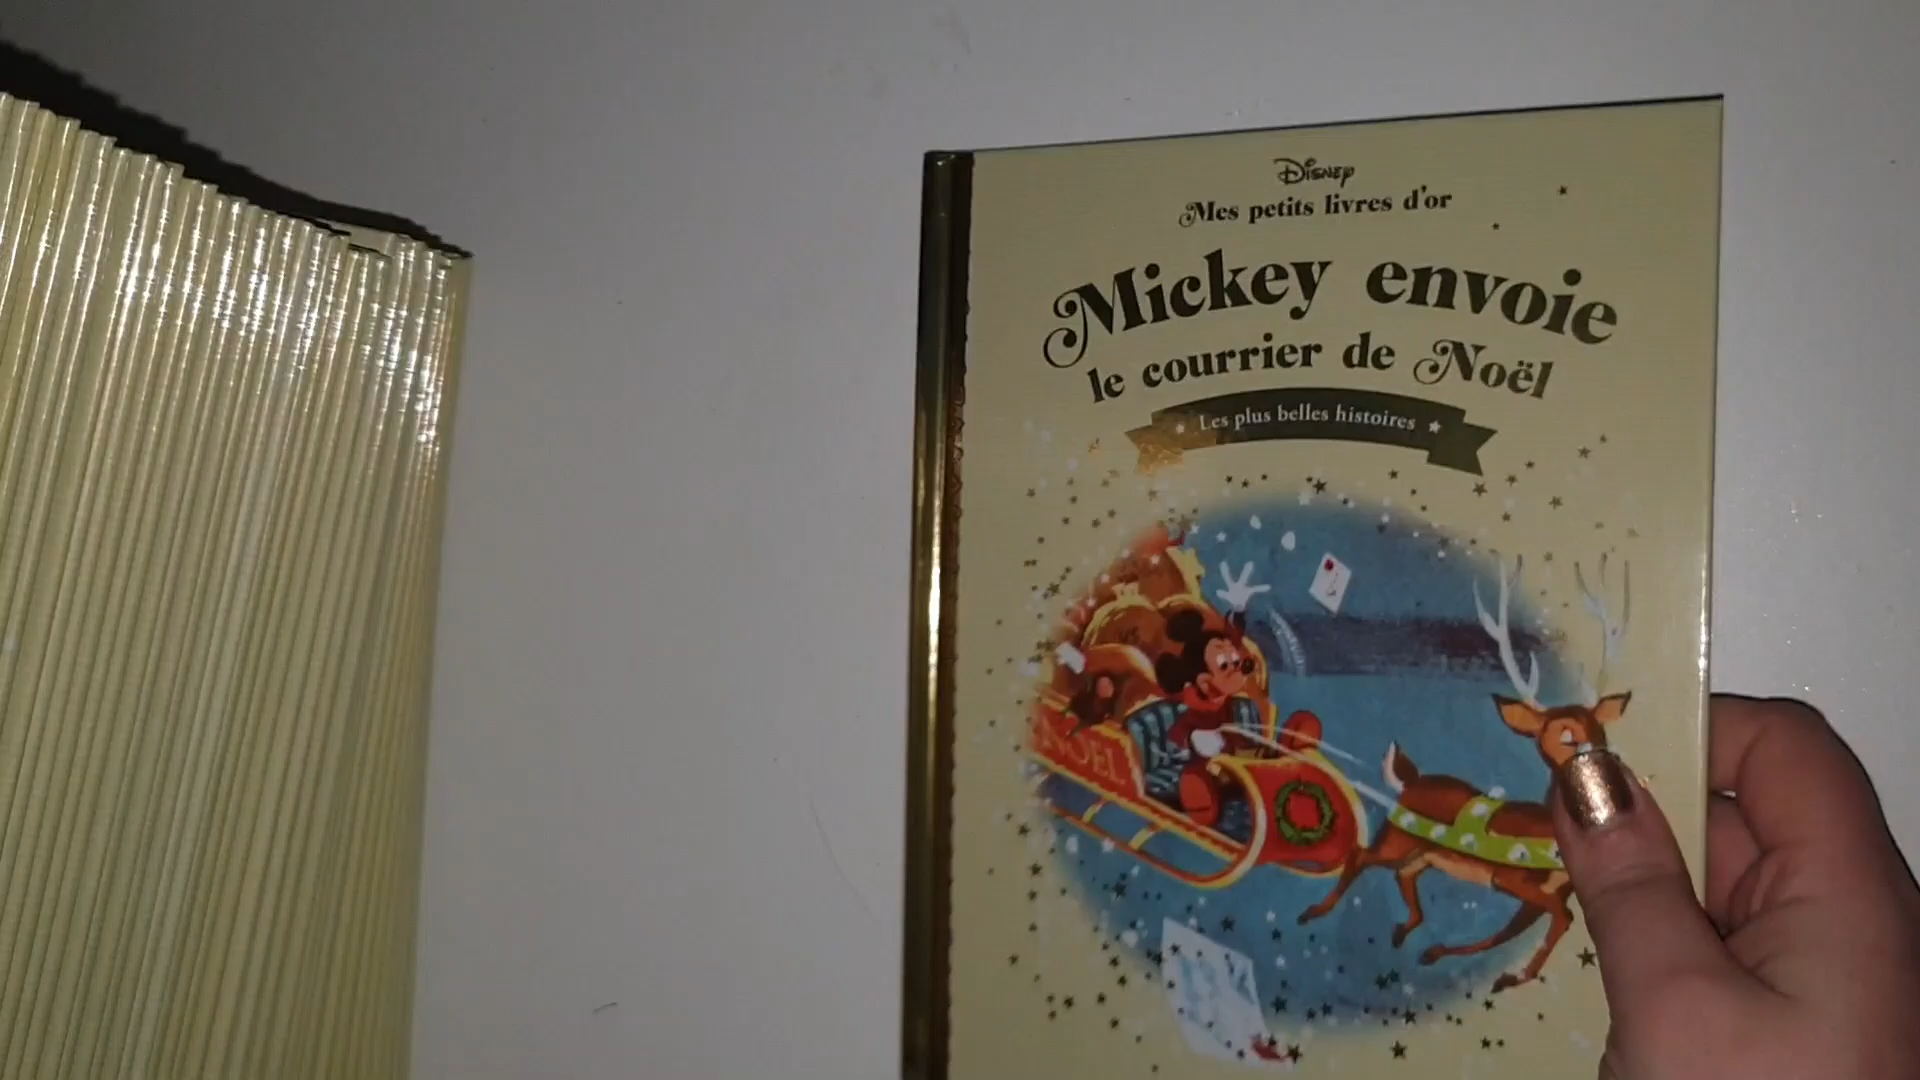 Disney
Mes petits livres d'or
Mickey envoie
le courrier de Noël
Les plus belles histoires
NOËL